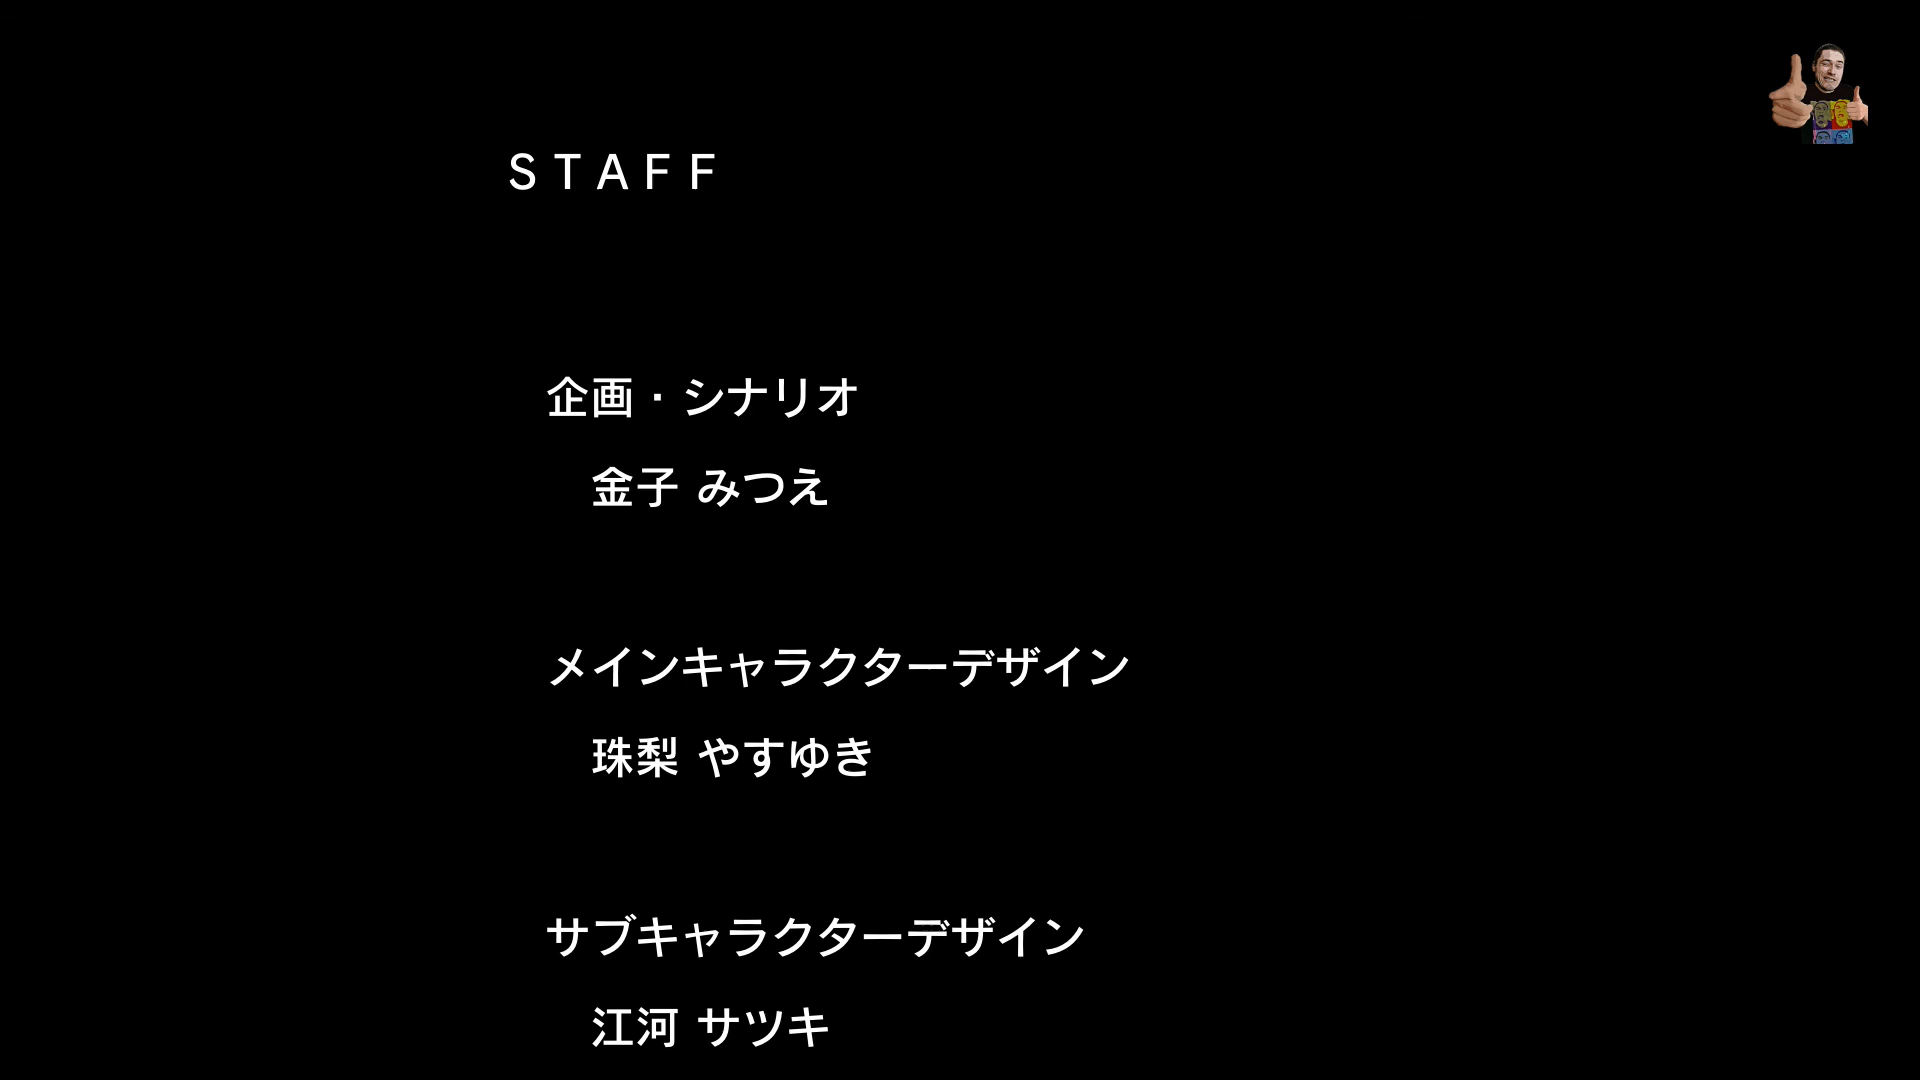 ＳＴＡＦＦ
企画・シナリオ
金子 みつえ
メインキャラクターデザイン
珠梨 やすゆき
サブキャラクターデザイン
江河 サツキ